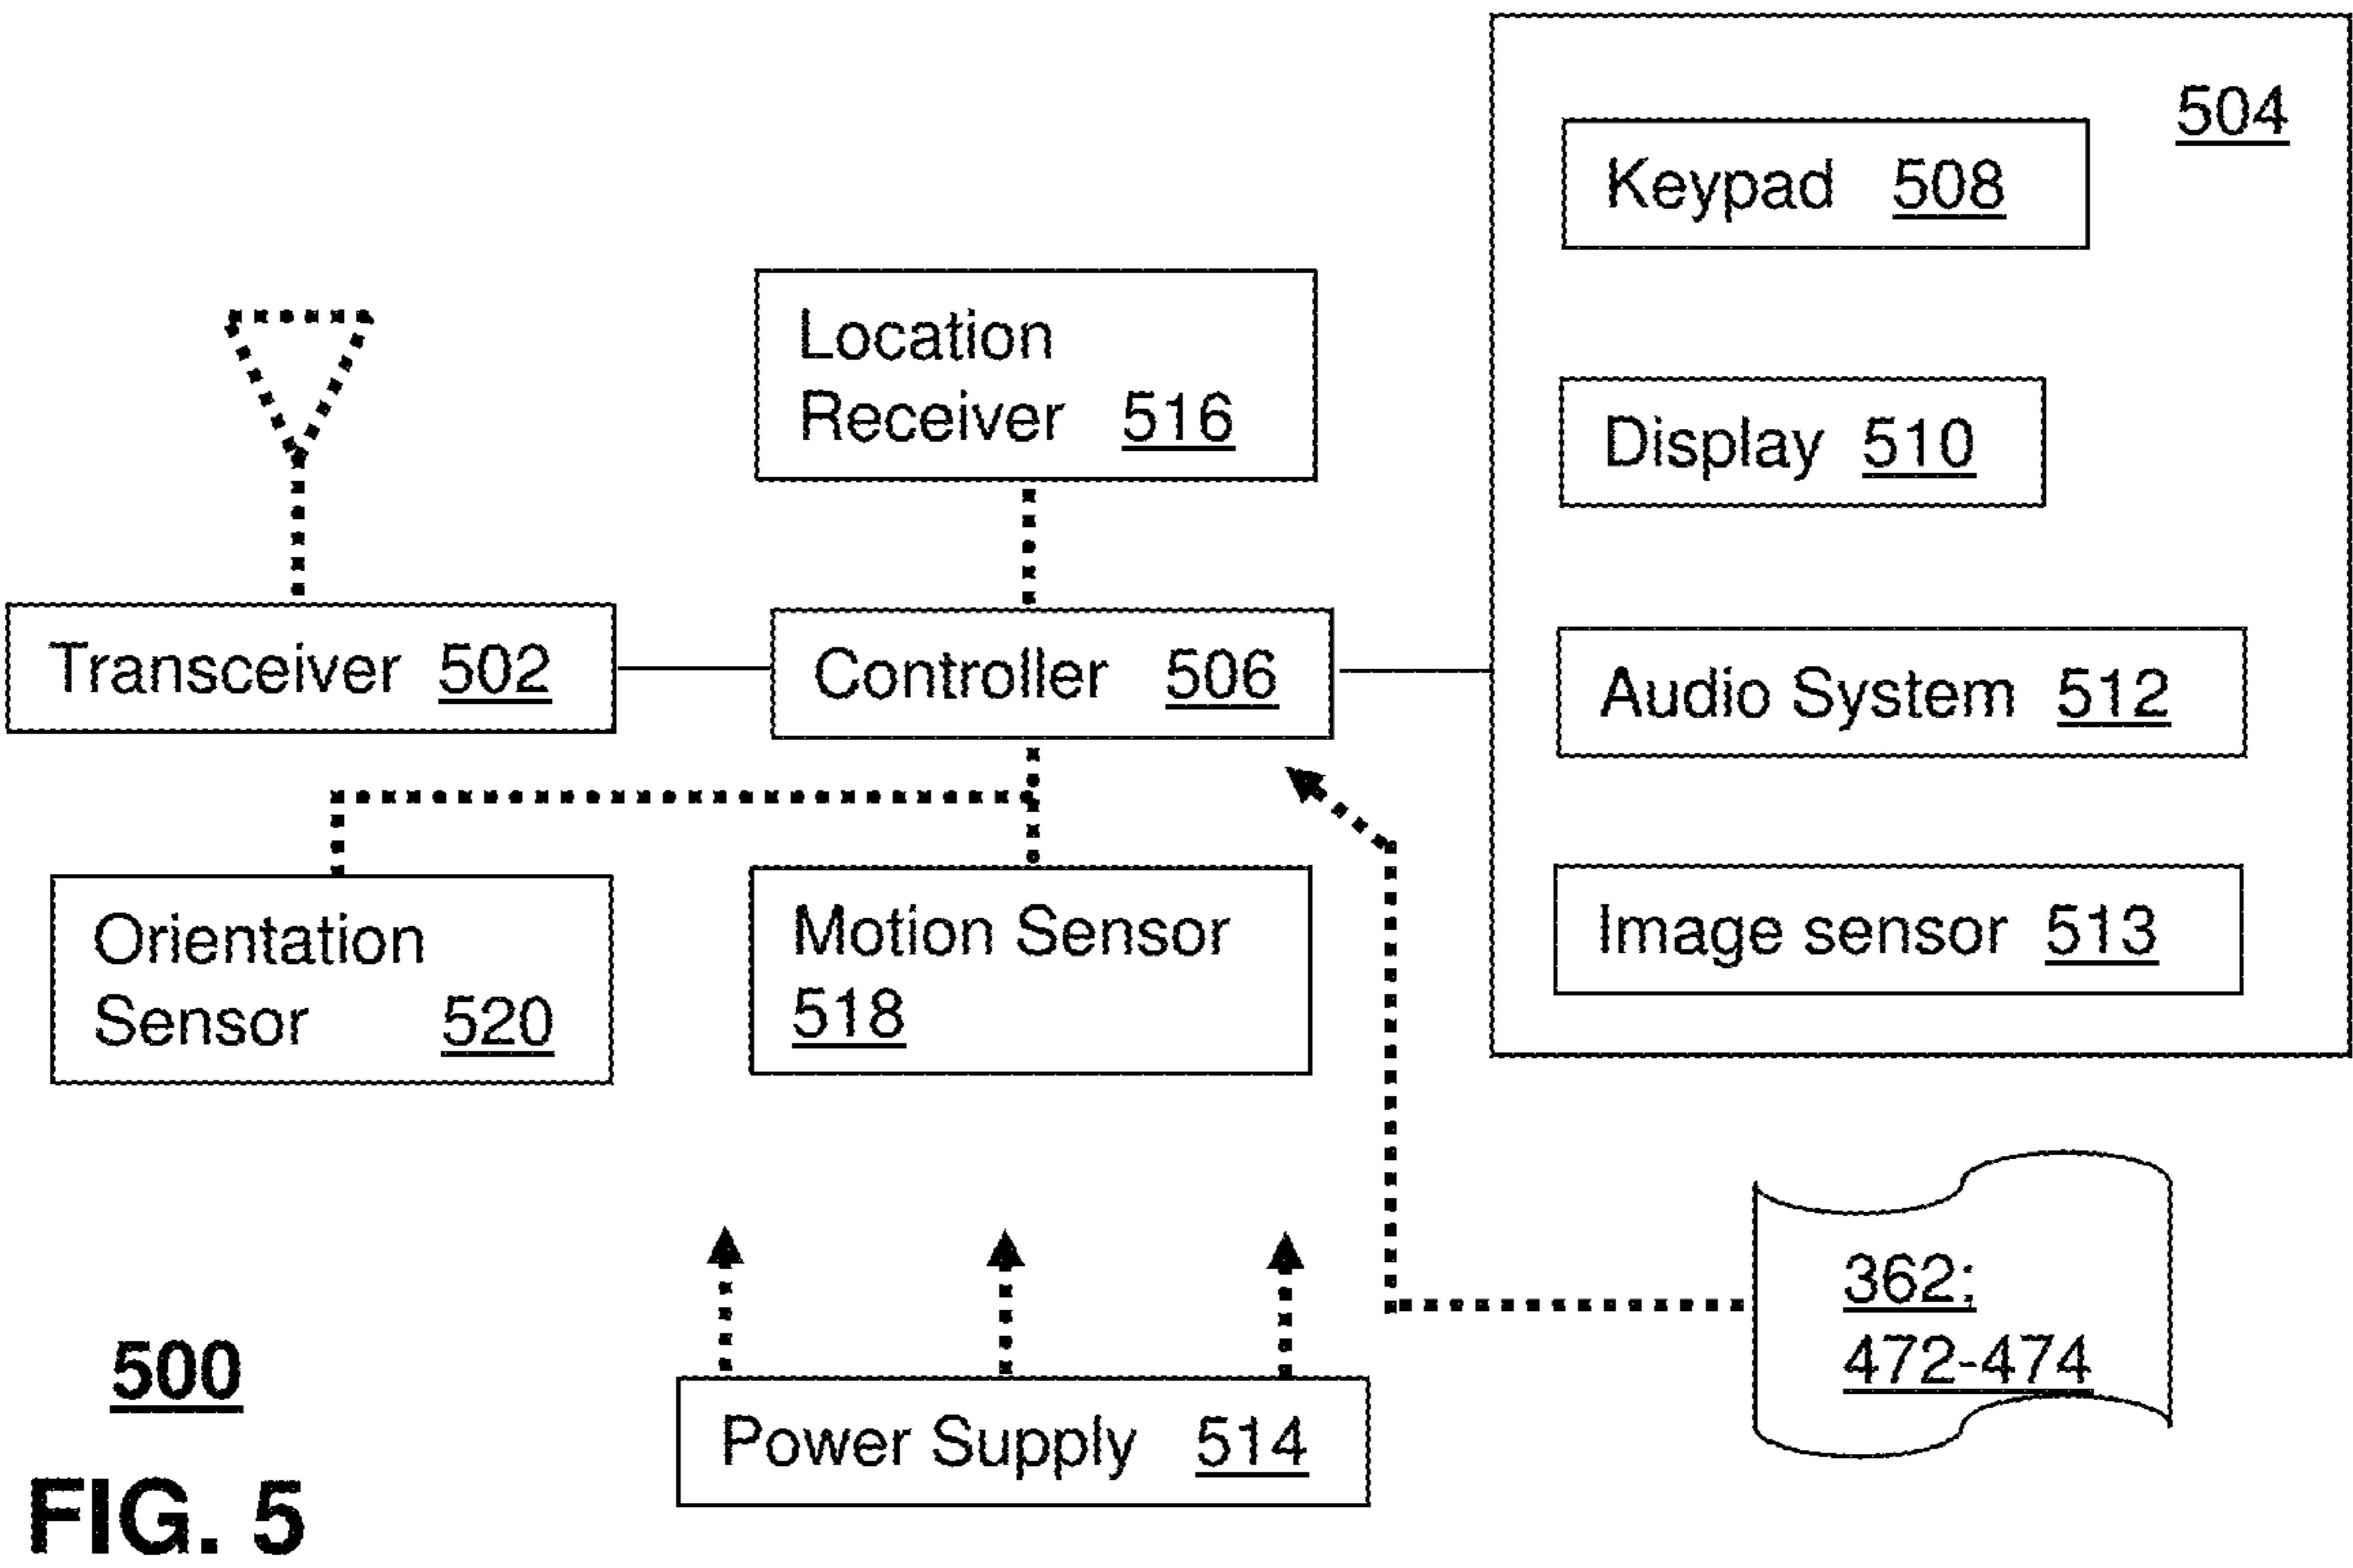 504
Keypad 508
Location
Receiver 516
Display 510
Transceiver 502
Controller 506
Audio System 512
Orientation
Sensor 520
Motion Sensor
518
Image sensor 513
362;
472-474
Power Supply 514
500
FIG. 5